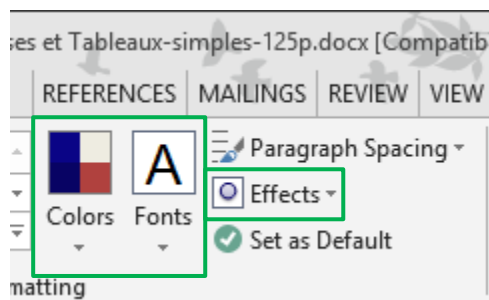 ses et Tableaux-simples-125p.docx [Compatib
REFERENCES MAILINGS REVIEW VIEW
A Paragraph Spacing
Effects
Colors Fonts
Set as Default
matting